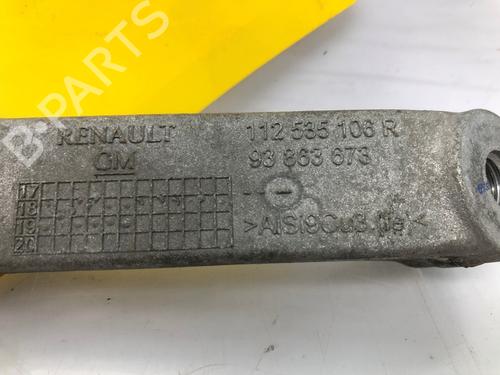 B-PARTS
RENAULT 112 535 106 R
GM 93 863 673
17
18
19
20
>AlSi9Cu3 (fe)<